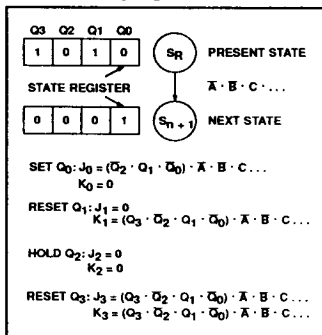 Q3 Q2 Q1 Q0
1 0 1 0
SR
PRESENT STATE
STATE REGISTER
A̅ · B̅ · C · ...
0 0 0 1
Sn + 1
NEXT STATE
SET Q0: J0 = (Q̅2 · Q1 · Q̅0) · A̅ · B̅ · C . . .
K0 = 0
RESET Q1: J1 = 0
K1 = (Q3 · Q̅2 · Q1 · Q̅0) · A̅ · B̅ · C . . .
HOLD Q2: J2 = 0
K2 = 0
RESET Q3: J3 = (Q3 · Q̅2 · Q1 · Q̅0) · A̅ · B̅ · C . . .
K3 = (Q3 · Q̅2 · Q1 · Q̅0) · A̅ · B̅ · C . . .